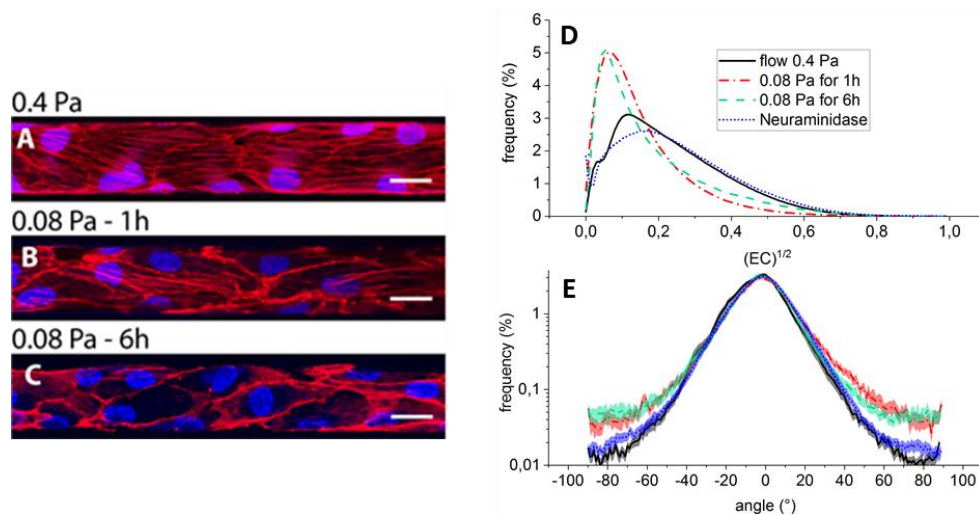 0.4 Pa
A
0.08 Pa - 1h
B
0.08 Pa - 6h
C
D
frequency (%)
6
5
4
3
2
1
0
flow 0.4 Pa
0.08 Pa for 1h
0.08 Pa for 6h
Neuraminidase
0,0 0,2 0,4 0,6 0,8 1,0
(EC)1/2
E
frequency (%)
1
0,1
0,01
-100 -80 -60 -40 -20 0 20 40 60 80 100
angle (°)